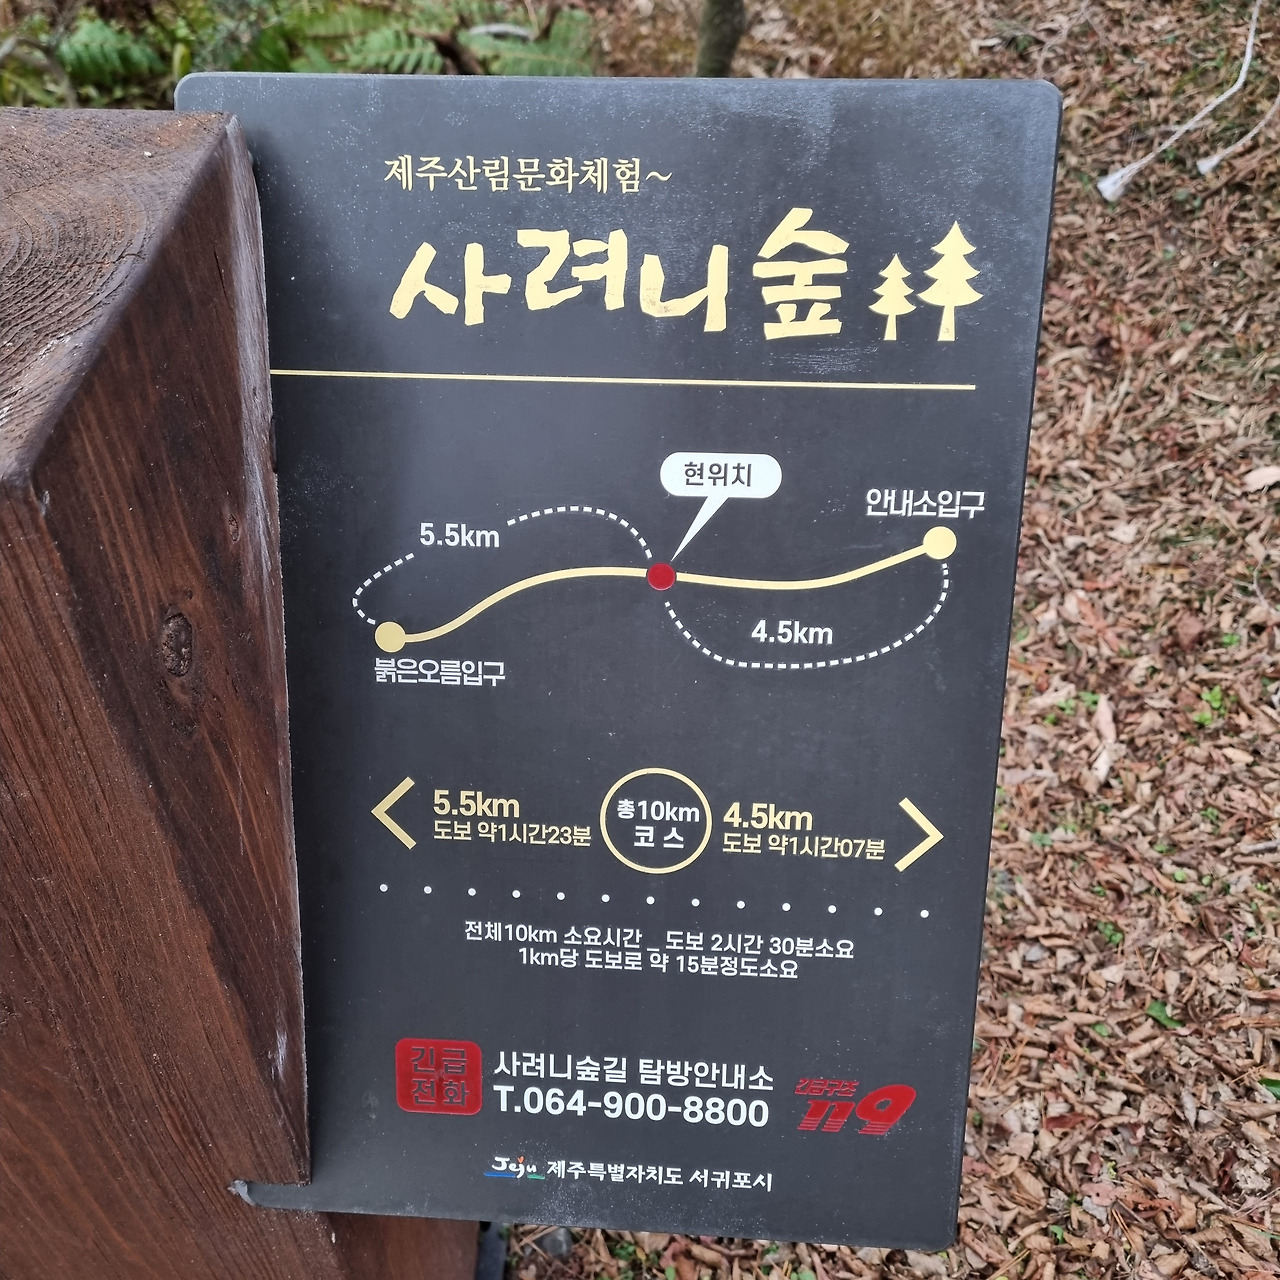 제주산림문화체험~
사려니숲
현위치
안내소입구
5.5km
4.5km
붉은오름입구
5.5km
도보 약1시간23분
총10km
코스
4.5km
도보 약1시간07분
전체10km 소요시간 _ 도보 2시간 30분소요
1km당 도보로 약 15분정도소요
긴급
전화
사려니숲길 탐방안내소
T.064-900-8800
긴급구조
119
Jeju 제주특별자치도 서귀포시